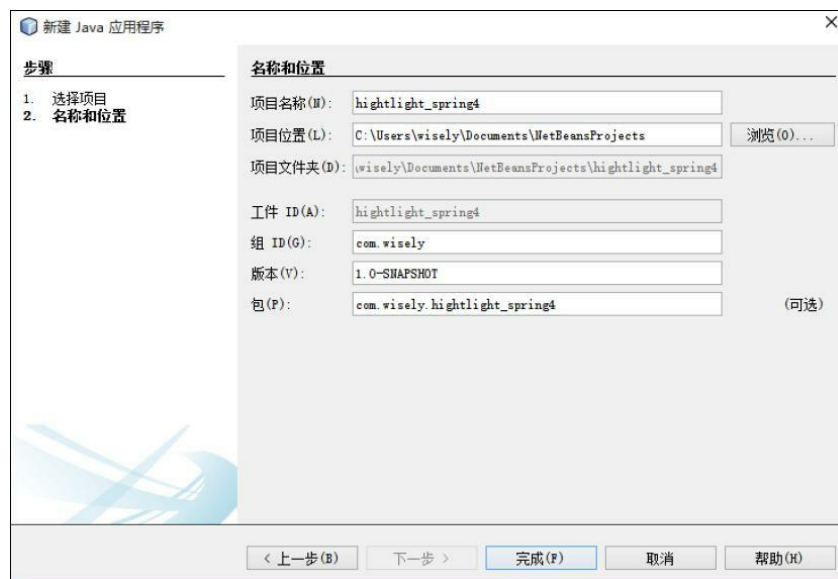 新建 Java 应用程序
步骤
1. 选择项目
2. 名称和位置
名称和位置
项目名称(N): hightlight_spring4
项目位置(L): C:\Users\wisely\Documents\NetBeansProjects 浏览(O)...
项目文件夹(D): \wisely\Documents\NetBeansProjects\hightlight_spring4
工件 ID(A): hightlight_spring4
组 ID(G): com.wisely
版本(V): 1.0-SNAPSHOT
包(P): com.wisely.hightlight_spring4 (可选)
< 上一步(B) 下一步 > 完成(F) 取消 帮助(H)